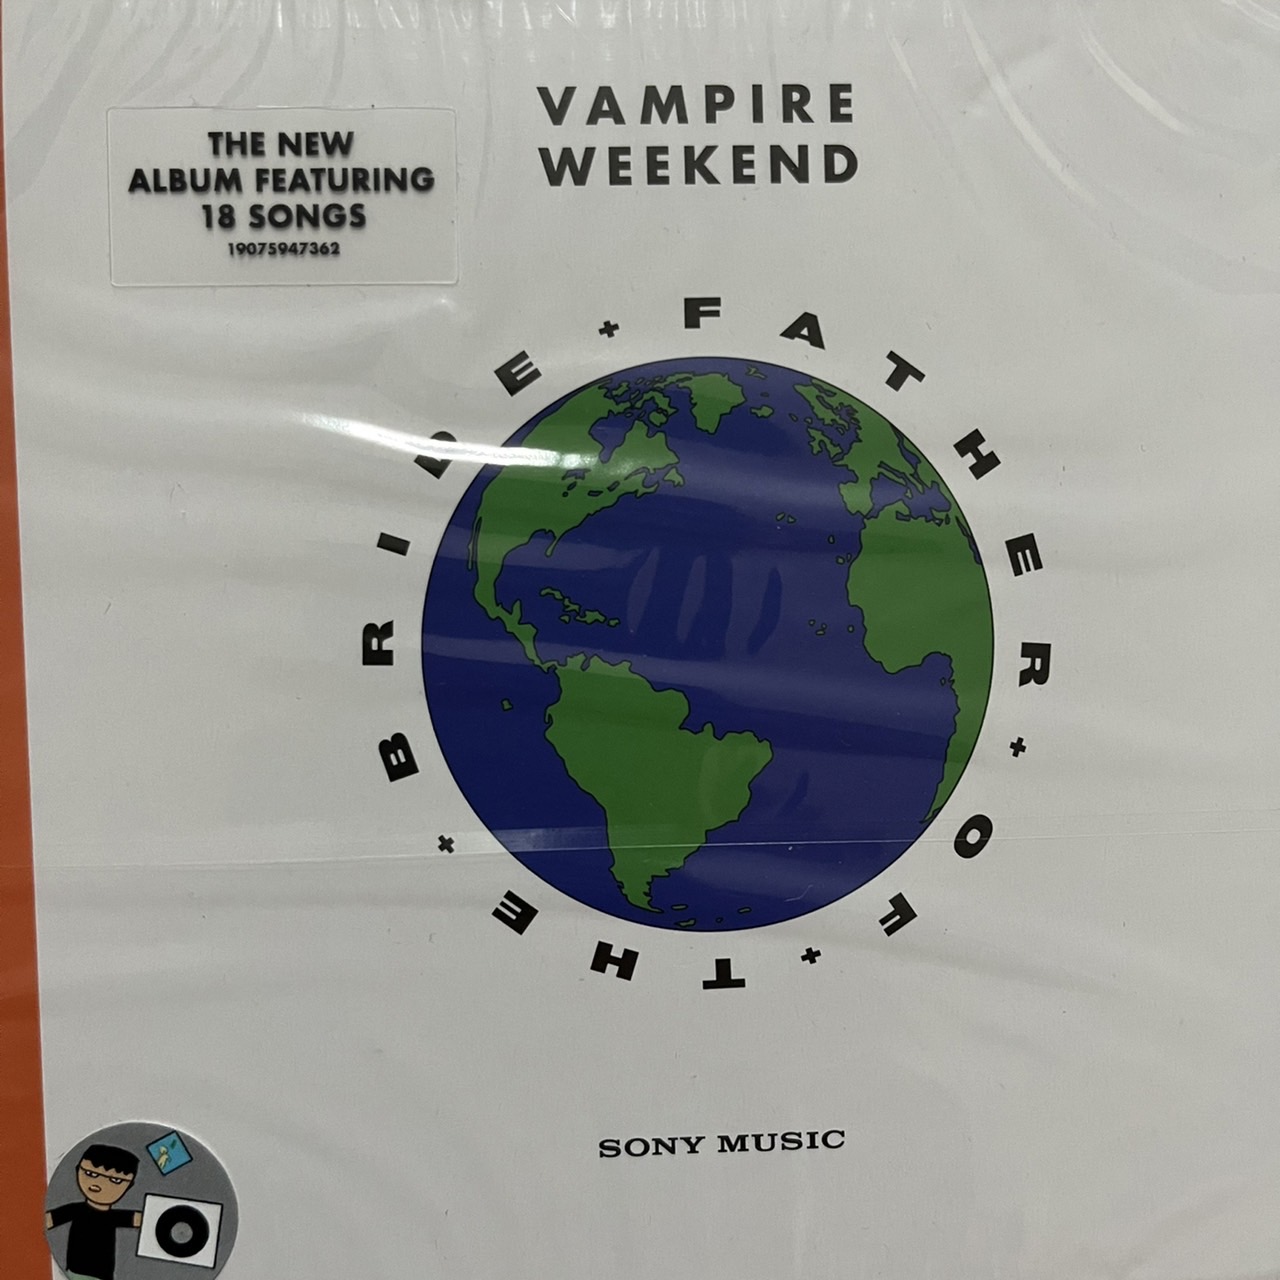 VAMPIRE
WEEKEND
THE NEW
ALBUM FEATURING
18 SONGS
19075947362
FATHER + OF + THE + BRIDE +
SONY MUSIC